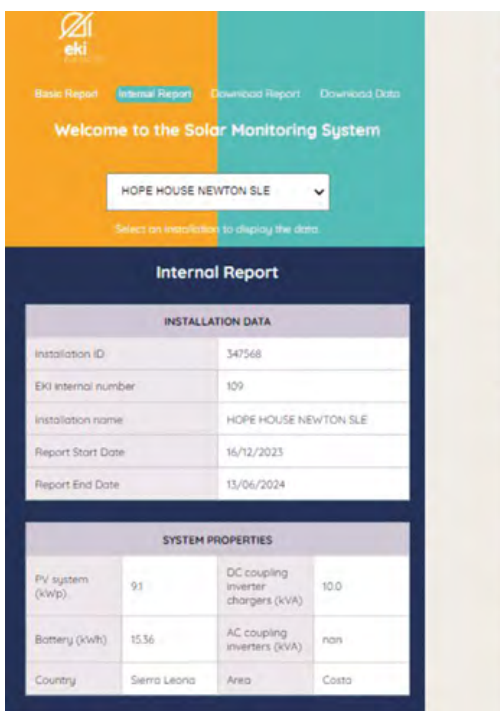 eki
Basic Report Internal Report Download Report Download Data
Welcome to the Solar Monitoring System
HOPE HOUSE NEWTON SLE
Select an installation to display the data.
Internal Report
INSTALLATION DATA
Installation ID 347568
EKI internal number 109
Installation name HOPE HOUSE NEWTON SLE
Report Start Date 16/12/2023
Report End Date 13/06/2024
SYSTEM PROPERTIES
PV system (kWp) 9.1 DC coupling inverter chargers (kVA) 10.0
Battery (kWh) 15.36 AC coupling inverters (kVA) nan
Country Sierra Leona Area Costa